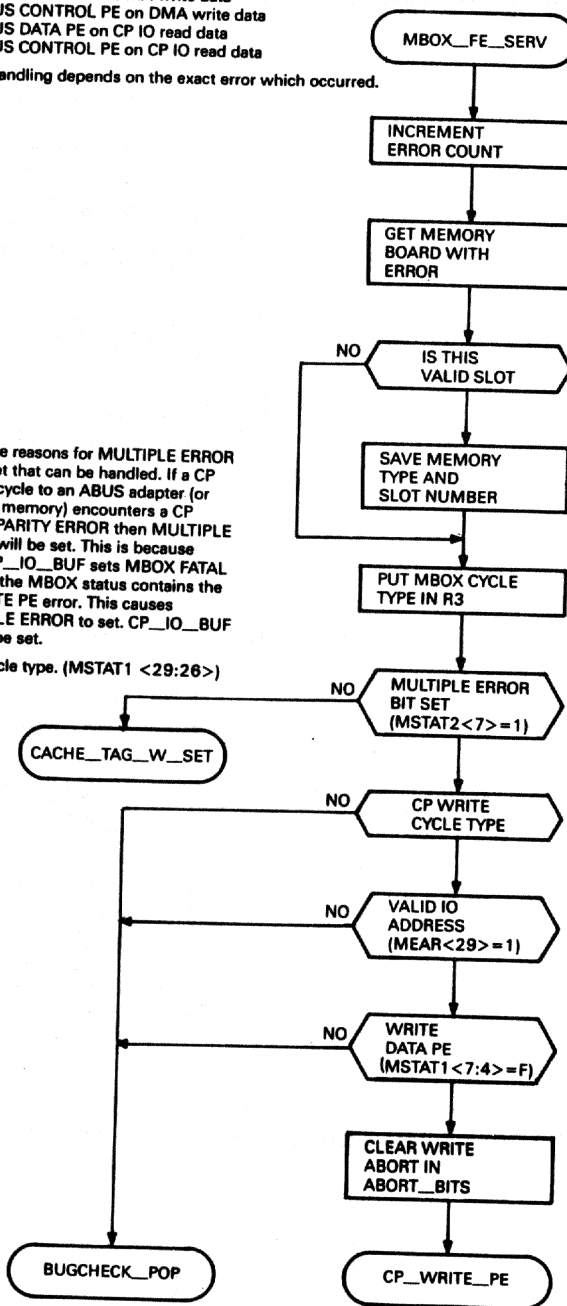 US CONTROL PE on DMA write data
US DATA PE on CP IO read data
US CONTROL PE on CP IO read data
andling depends on the exact error which occurred.
MBOX__FE__SERV
INCREMENT
ERROR COUNT
GET MEMORY
BOARD WITH
ERROR
NO
IS THIS
VALID SLOT
e reasons for MULTIPLE ERROR
et that can be handled. If a CP
cycle to an ABUS adapter (or
memory) encounters a CP
PARITY ERROR then MULTIPLE
will be set. This is because
P__IO__BUF sets MBOX FATAL
the MBOX status contains the
TE PE error. This causes
LE ERROR to set. CP__IO__BUF
be set.
cle type. (MSTAT1 <29:26>)
SAVE MEMORY
TYPE AND
SLOT NUMBER
PUT MBOX CYCLE
TYPE IN R3
NO
MULTIPLE ERROR
BIT SET
(MSTAT2<7>=1)
CACHE__TAG__W__SET
NO
CP WRITE
CYCLE TYPE
NO
VALID IO
ADDRESS
(MEAR<29>=1)
NO
WRITE
DATA PE
(MSTAT1<7:4>=F)
CLEAR WRITE
ABORT IN
ABORT__BITS
BUGCHECK__POP
CP__WRITE__PE